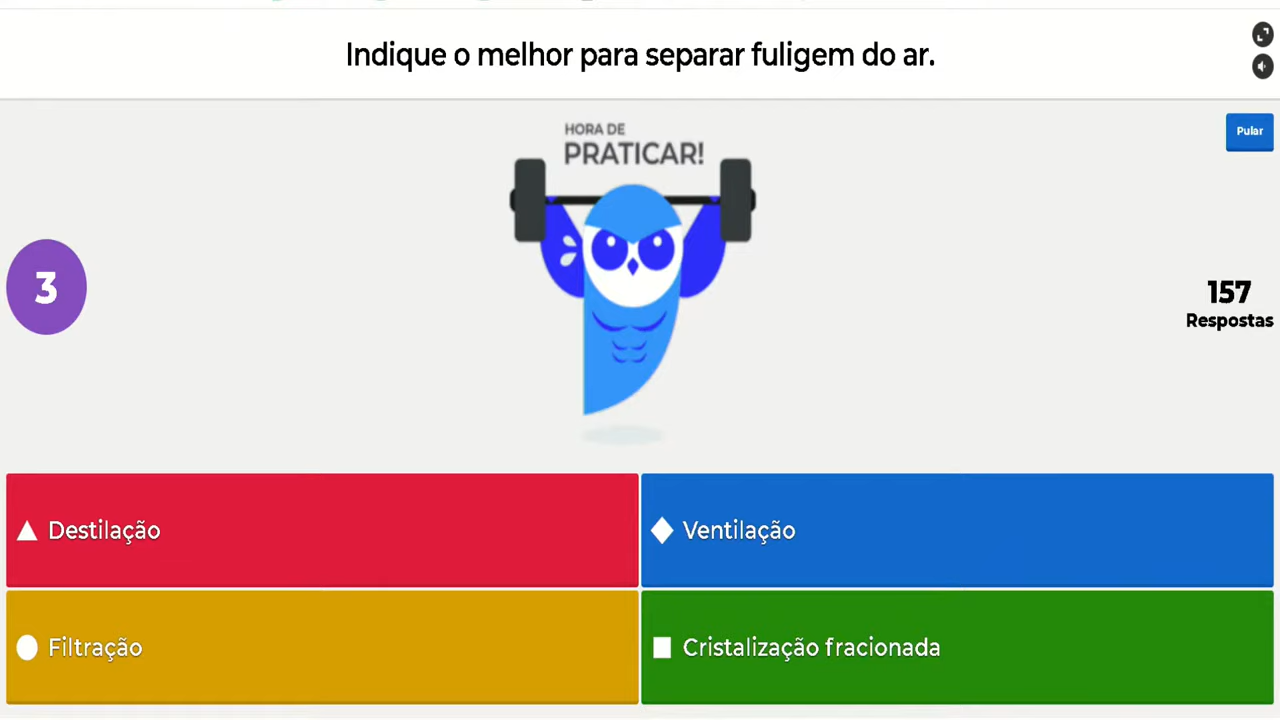 Indique o melhor para separar fuligem do ar.
HORA DE
PRATICAR!
Pular
3
157
Respostas
Destilação
Ventilação
Filtração
Cristalização fracionada